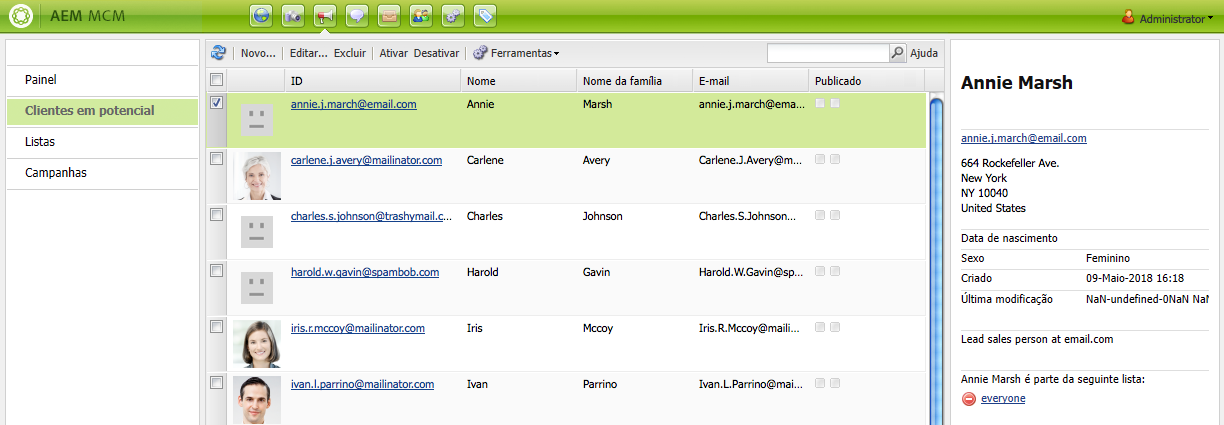 AEM MCM
Administrator
Painel
Clientes em potencial
Listas
Campanhas
Novo... Editar... Excluir Ativar Desativar Ferramentas Ajuda
ID Nome Nome da família E-mail Publicado
annie.j.march@email.com Annie Marsh annie.j.march@ema...
carlene.j.avery@mailinator.com Carlene Avery Carlene.J.Avery@m...
charles.s.johnson@trashymail.c... Charles Johnson Charles.S.Johnson...
harold.w.gavin@spambob.com Harold Gavin Harold.W.Gavin@sp...
iris.r.mccoy@mailinator.com Iris Mccoy Iris.R.Mccoy@maili...
ivan.l.parrino@mailinator.com Ivan Parrino Ivan.L.Parrino@mai...
Annie Marsh
annie.j.march@email.com
664 Rockefeller Ave.
New York
NY 10040
United States
Data de nascimento
Sexo Feminino
Criado 09-Maio-2018 16:18
Última modificação NaN-undefined-0NaN NaN
Lead sales person at email.com
Annie Marsh é parte da seguinte lista:
everyone